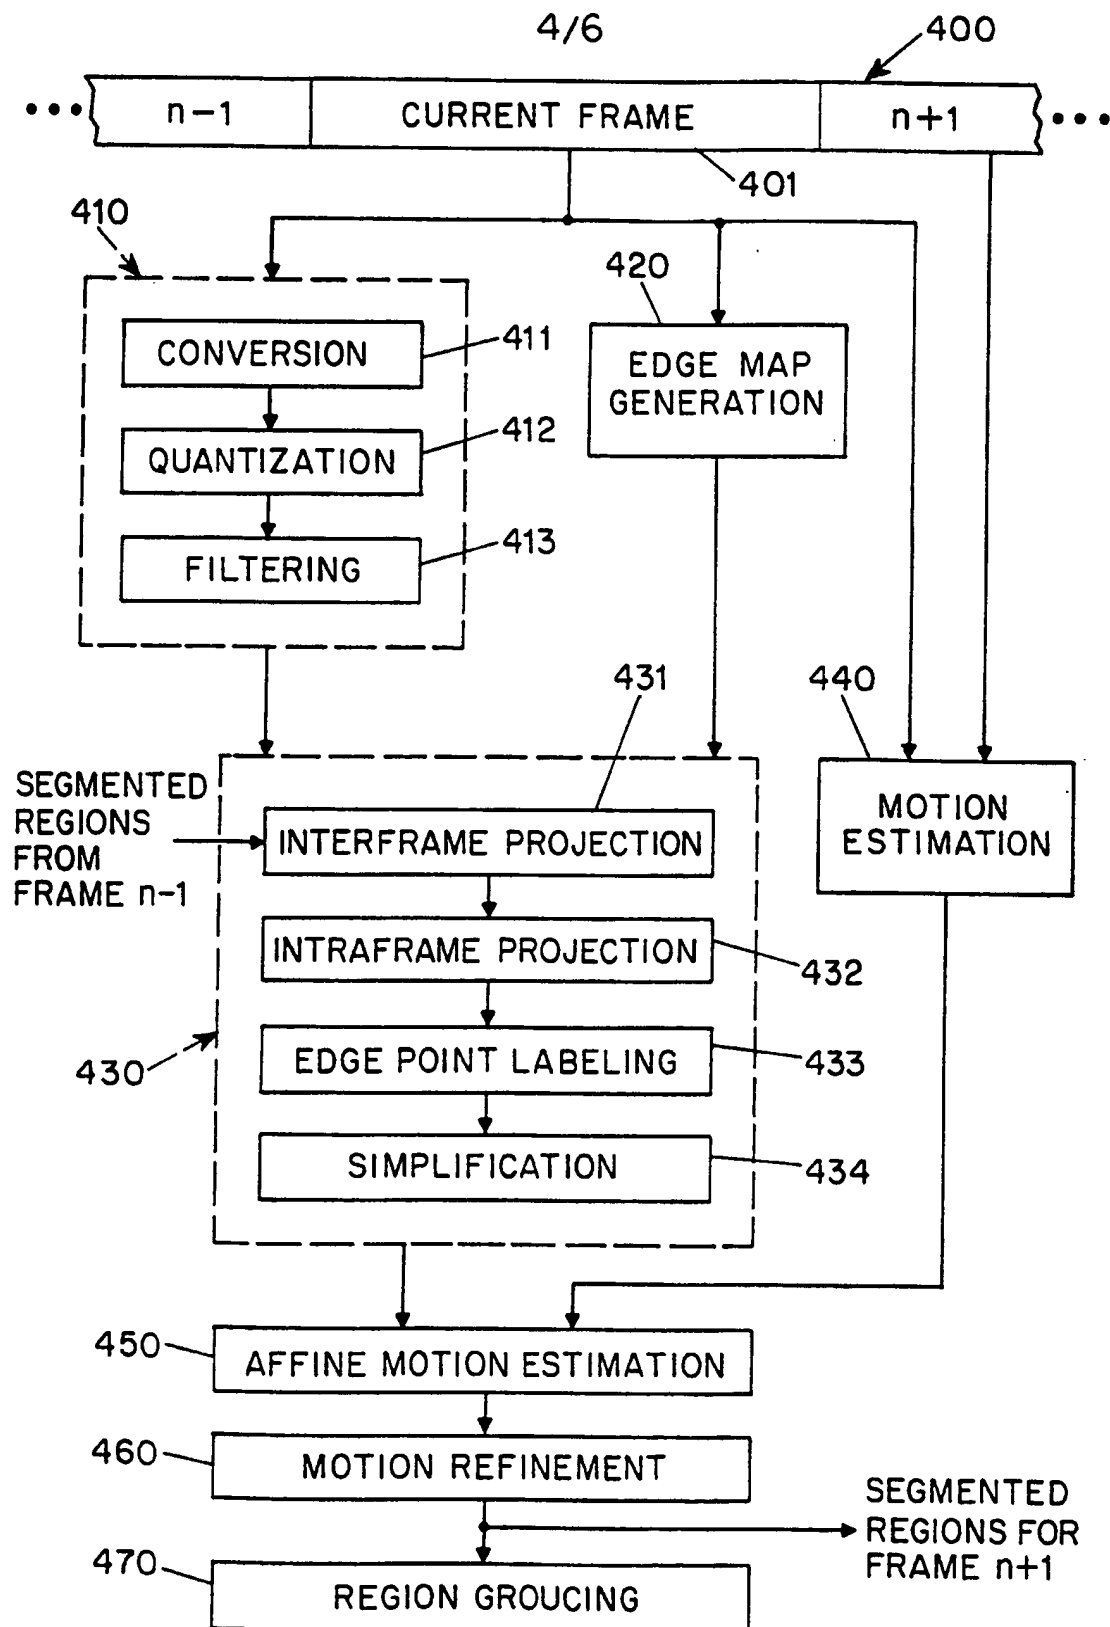 4/6
400
n-1
CURRENT FRAME
n+1
401
410
420
CONVERSION
411
EDGE MAP
GENERATION
QUANTIZATION
412
FILTERING
413
431
440
SEGMENTED
REGIONS
FROM
FRAME n-1
INTERFRAME PROJECTION
MOTION
ESTIMATION
INTRAFRAME PROJECTION
432
430
EDGE POINT LABELING
433
SIMPLIFICATION
434
450
AFFINE MOTION ESTIMATION
460
MOTION REFINEMENT
SEGMENTED
REGIONS FOR
FRAME n+1
470
REGION GROUCING